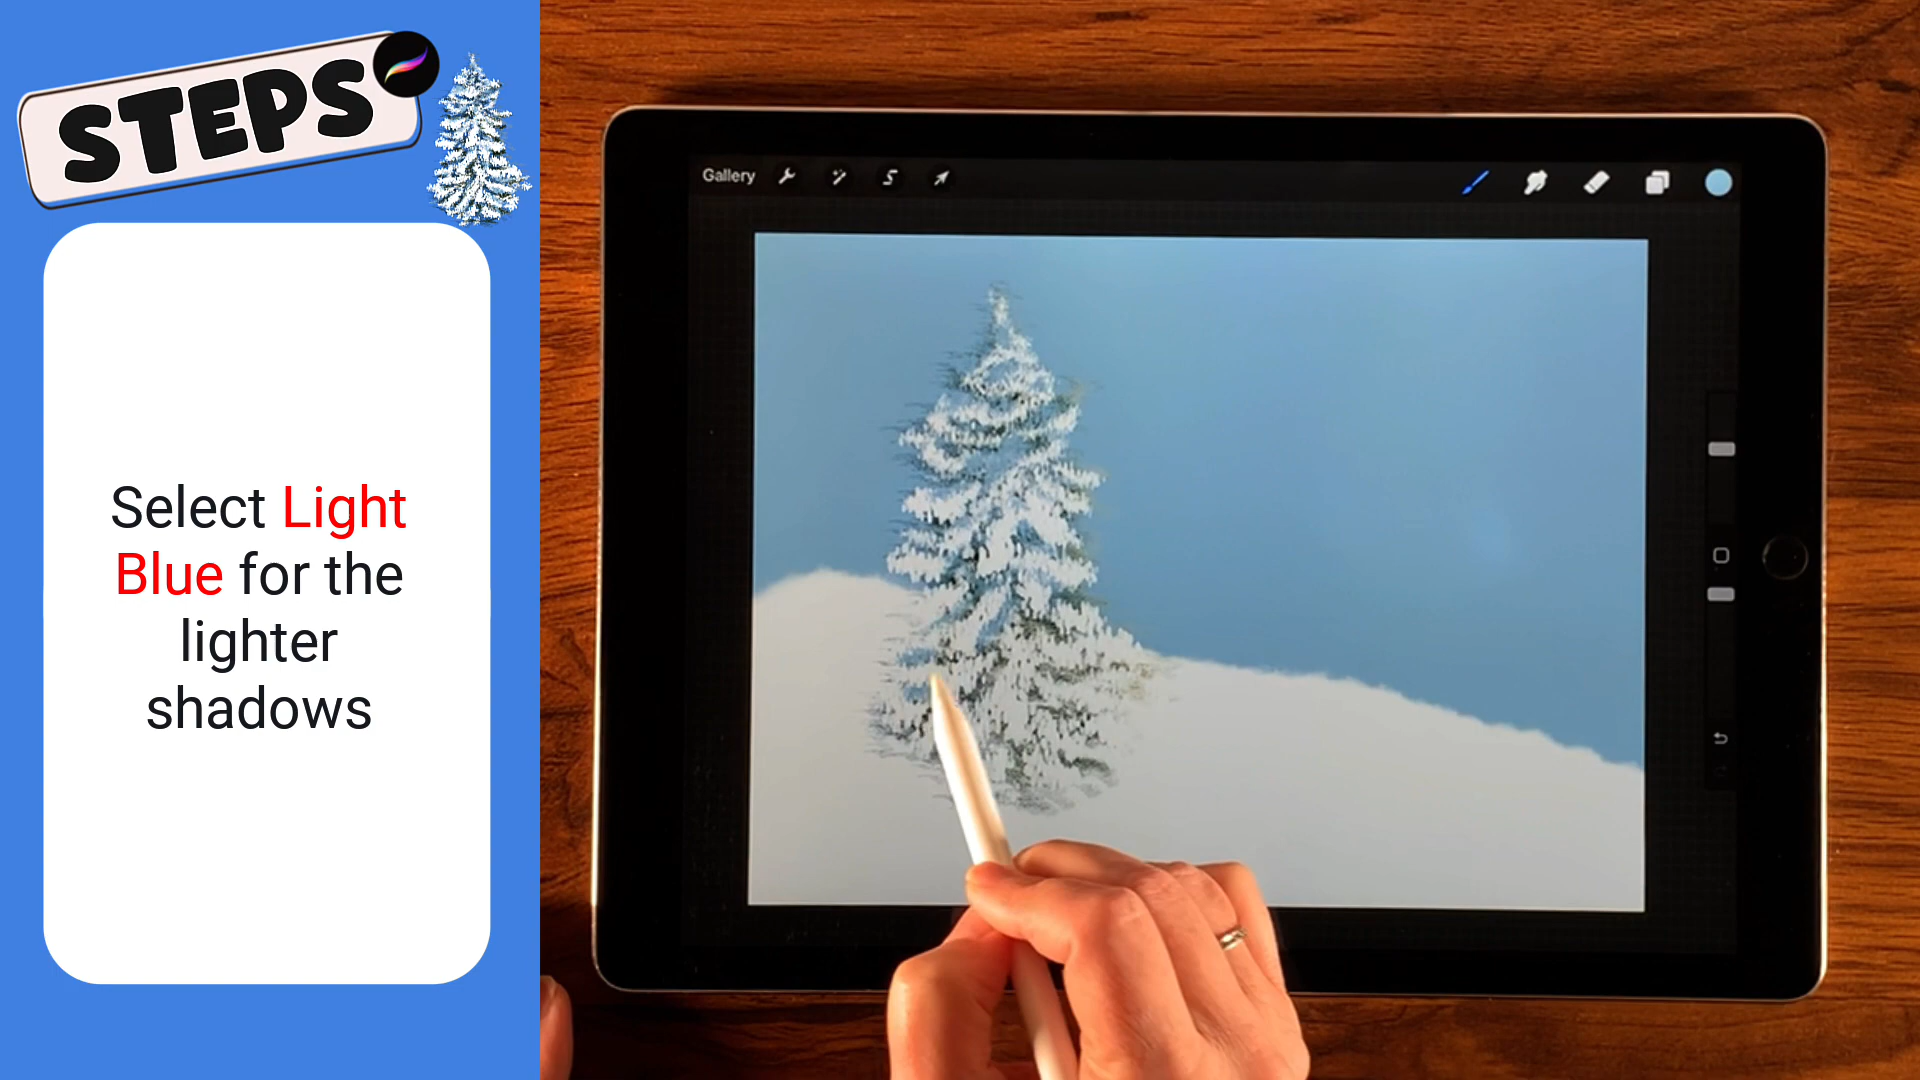 STEPS
Select Light
Blue for the
lighter
shadows
Gallery